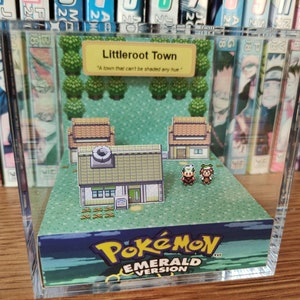 Littleroot Town
"A town that can't be shaded any hue."
POKéMON
EMERALD
VERSION